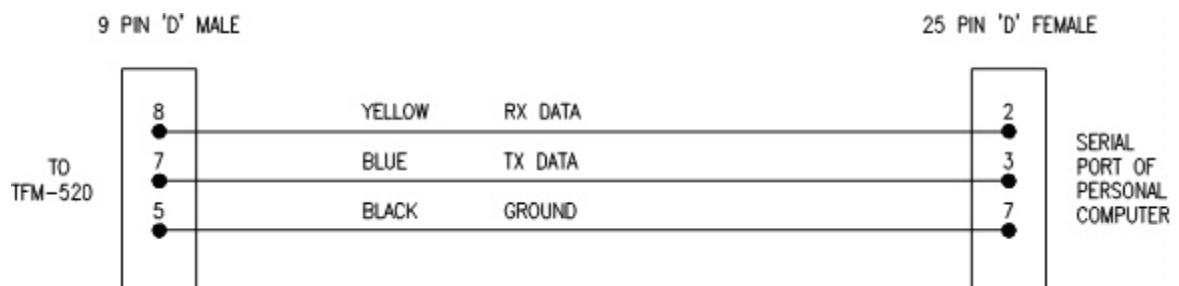 9 PIN 'D' MALE
25 PIN 'D' FEMALE
8 YELLOW RX DATA 2
7 BLUE TX DATA 3
5 BLACK GROUND 7
TO
TFM-520
SERIAL
PORT OF
PERSONAL
COMPUTER